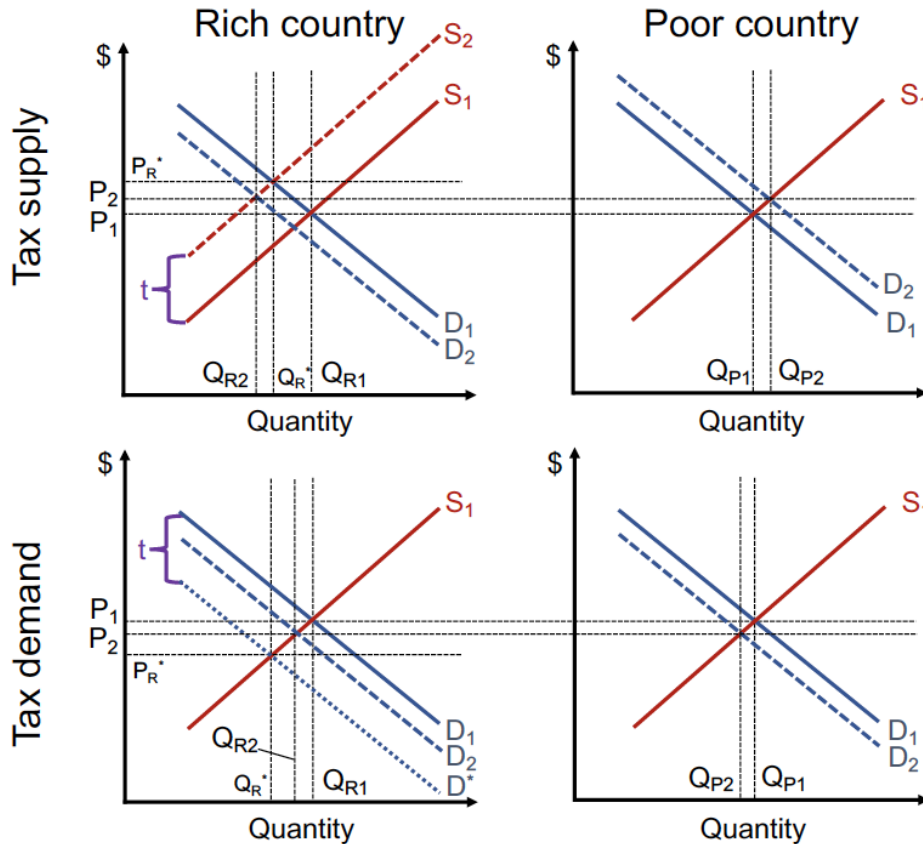 Rich country
Poor country
Tax supply
$
S2
S1
PR*
P2
P1
t
D1
D2
QR2
QR*
QR1
Quantity
$
D2
D1
QP1
QP2
Quantity
Tax demand
$
S1
t
P1
P2
PR*
D1
D2
D*
QR2
QR*
QR1
Quantity
$
D1
D2
QP2
QP1
Quantity